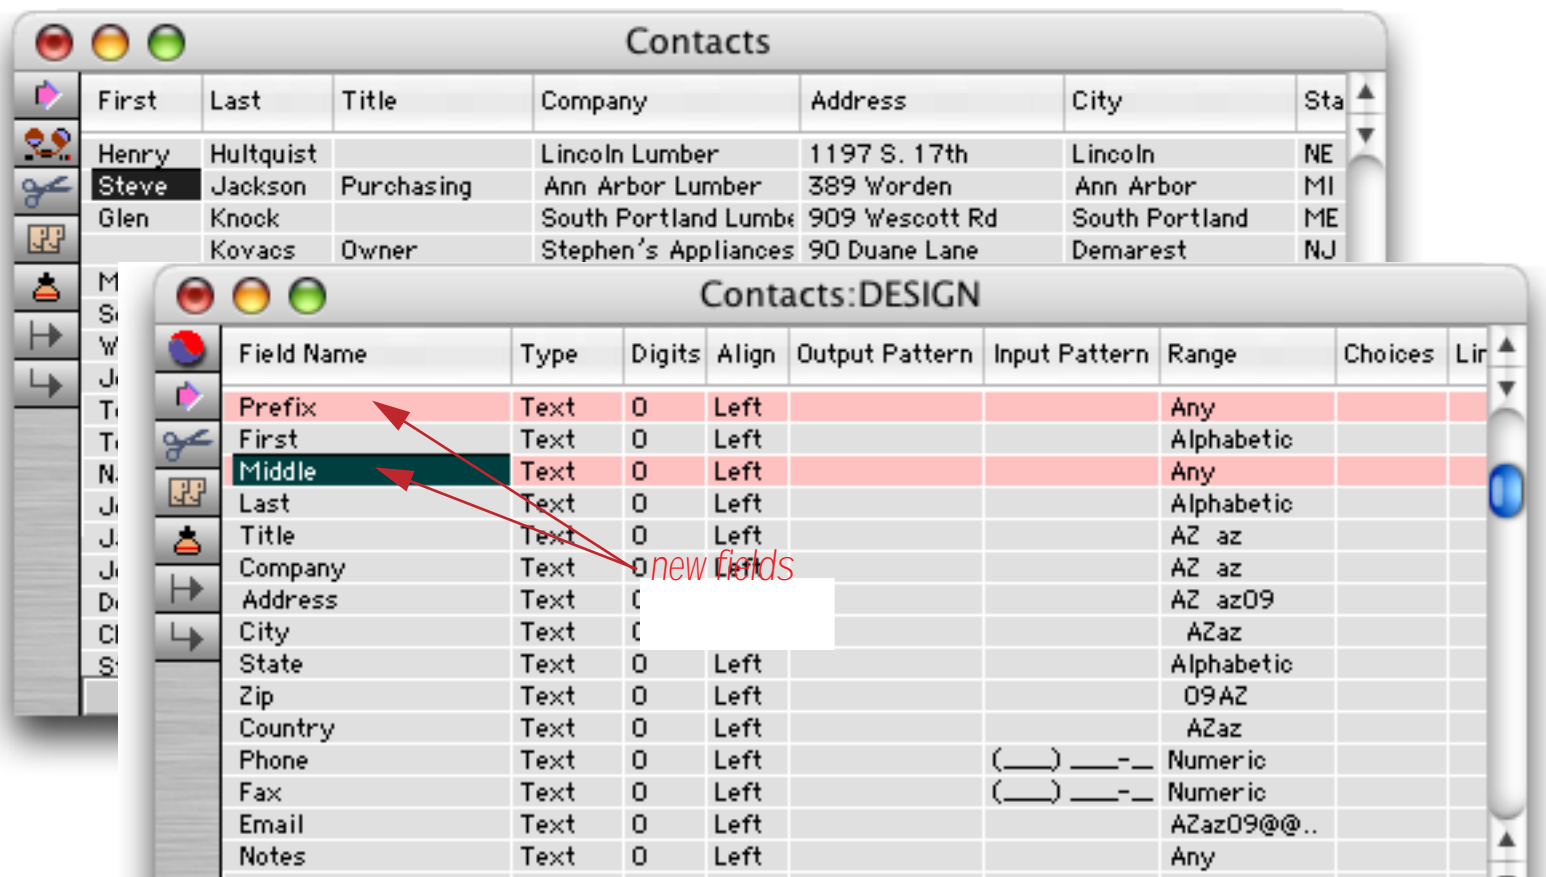 Contacts
First Last Title Company Address City Sta
Henry Hultquist Lincoln Lumber 1197 S. 17th Lincoln NE
Steve Jackson Purchasing Ann Arbor Lumber 389 Worden Ann Arbor MI
Glen Knock South Portland Lumbe 909 Wescott Rd South Portland ME
Kovacs Owner Stephen's Appliances 90 Duane Lane Demarest NJ
Contacts:DESIGN
Field Name Type Digits Align Output Pattern Input Pattern Range Choices Lin
Prefix Text 0 Left Any
First Text 0 Left Alphabetic
Middle Text 0 Left Any
Last Text 0 Left Alphabetic
Title Text 0 Left AZ az
new fields
Company Text 0 Left AZ az
Address Text AZ az09
City Text AZaz
State Text 0 Left Alphabetic
Zip Text 0 Left 09AZ
Country Text 0 Left AZaz
Phone Text 0 Left (___) ___-_ Numeric
Fax Text 0 Left (___) ___-_ Numeric
Email Text 0 Left AZaz09@@..
Notes Text 0 Left Any